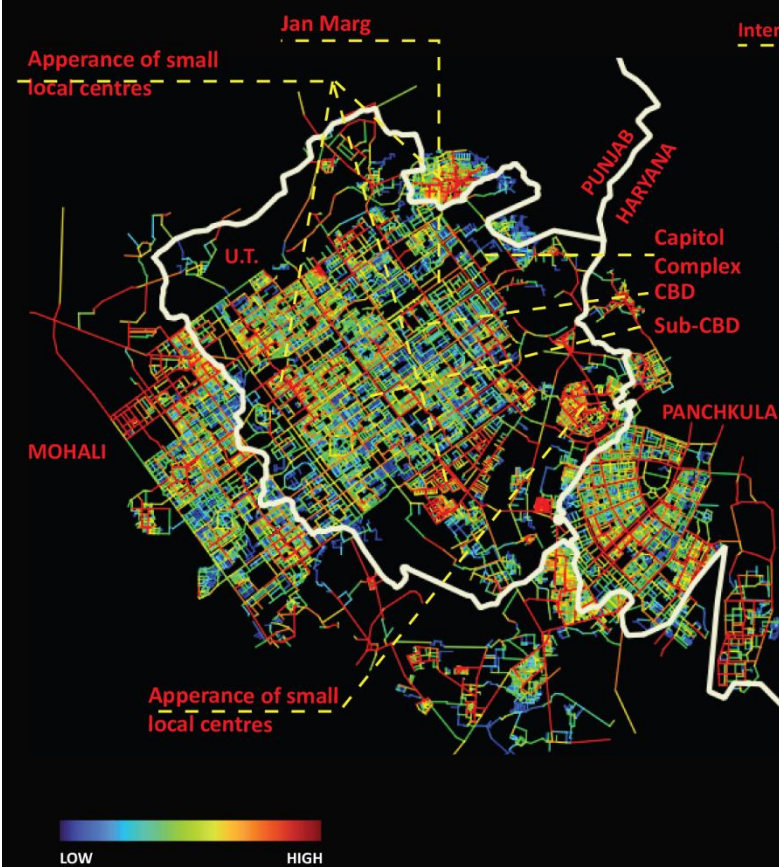 Jan Marg
Inter
Apperance of small
local centres
PUNJAB
HARYANA
U.T.
Capitol
Complex
CBD
Sub-CBD
MOHALI
PANCHKULA
Apperance of small
local centres
LOW HIGH